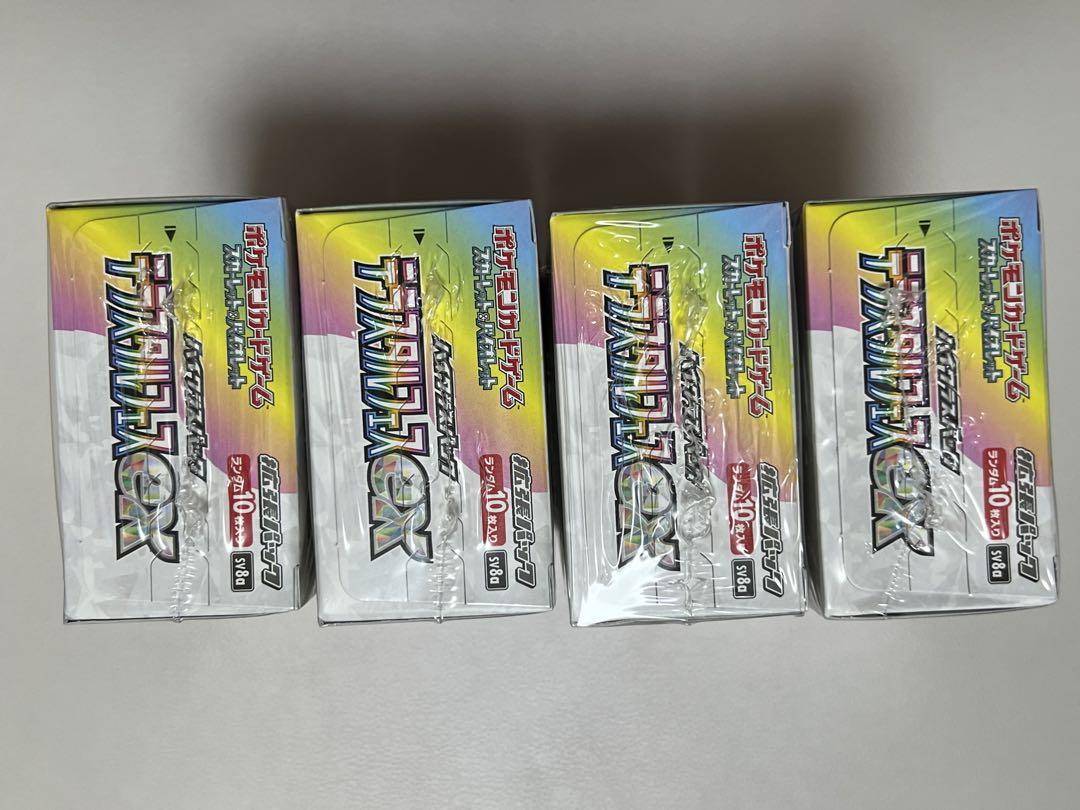 ポケモンカードゲーム
スカーレット&バイオレット
ハイクラスパック
テラスタルフェスex
拡張パック
ランダム10枚入り
sv8a
ポケモンカードゲーム
スカーレット&バイオレット
ハイクラスパック
テラスタルフェスex
拡張パック
ランダム10枚入り
sv8a
ポケモンカードゲーム
スカーレット&バイオレット
ハイクラスパック
テラスタルフェスex
拡張パック
ランダム10枚入り
sv8a
ポケモンカードゲーム
スカーレット&バイオレット
ハイクラスパック
テラスタルフェスex
拡張パック
ランダム10枚入り
sv8a